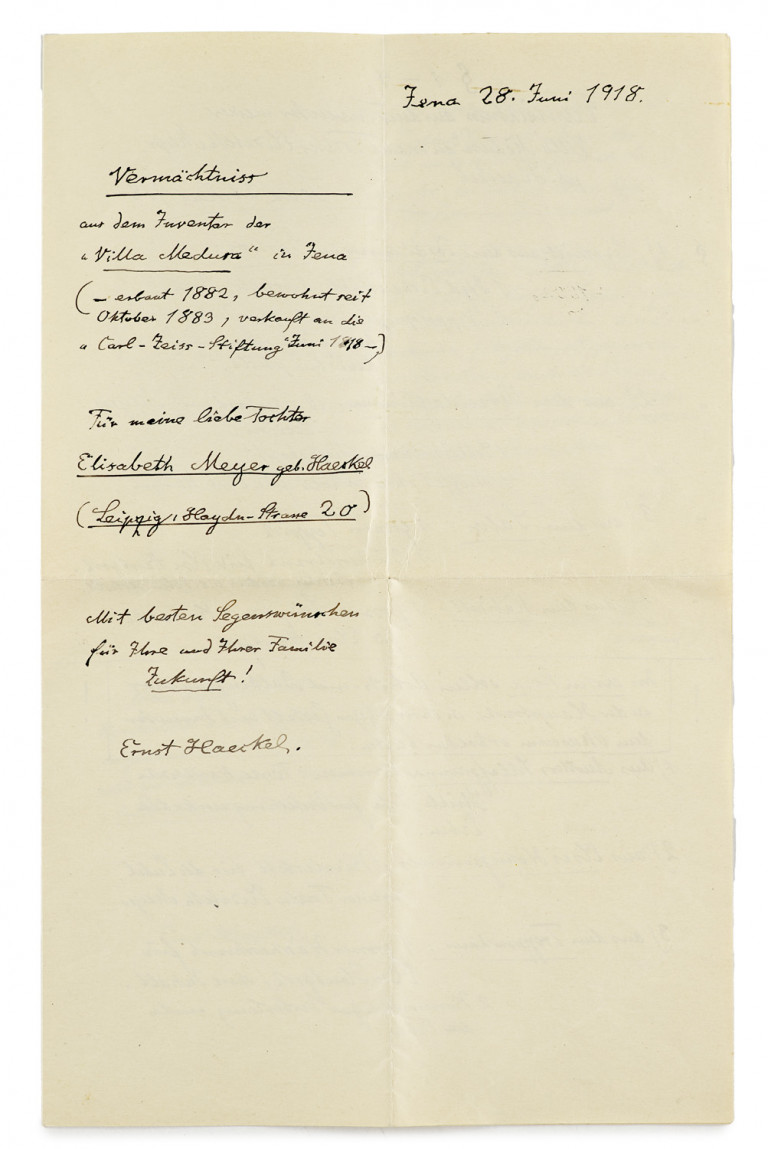 Jena 28. Juni 1918.
Vermächtniss
aus dem Inventar der
„Villa Medusa“ in Jena
(– erbaut 1882, bewohnt seit
Oktober 1883, verkauft an die
„Carl-Zeiss-Stiftung“ Juni 1918 –)
Für meine liebe Tochter
Elisabeth Meyer geb. Haeckel
(Leipzig, Haydn-Strasse 20)
Mit besten Segenswünschen
für Ihre und Ihrer Familie
Zukunft!
Ernst Haeckel.